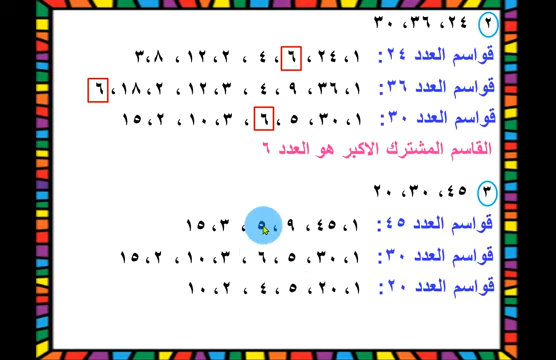 ٢ ٢٤، ٣٦، ٣٠
قواسم العدد ٢٤: ١، ٢٤، ٦، ٤، ٢، ١٢، ٣،٨
قواسم العدد ٣٦: ١، ٣٦، ٩، ٤، ٣، ١٢، ٢، ١٨، ٦
قواسم العدد ٣٠: ١، ٣٠، ٥، ٦، ٣، ١٠، ٢، ١٥
القاسم المشترك الاكبر هو العدد ٦
٣ ٤٥، ٣٠، ٢٠
قواسم العدد ٤٥: ١، ٤٥، ٩، ٥، ٣، ١٥
قواسم العدد ٣٠: ١، ٣٠، ٥، ٦، ٣، ١٠، ٢، ١٥
قواسم العدد ٢٠: ١، ٢٠، ٥، ٤، ٢، ١٠